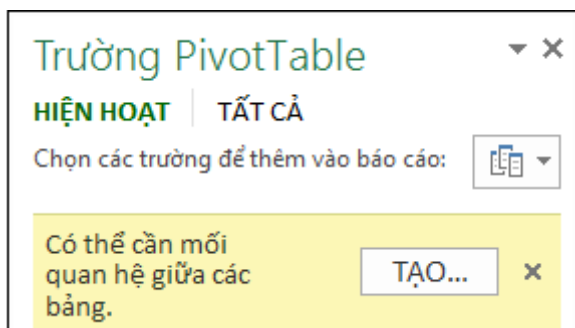 Trường PivotTable
HIỆN HOẠT TẤT CẢ
Chọn các trường để thêm vào báo cáo:
Có thể cần mối
quan hệ giữa các
bảng.
TẠO...